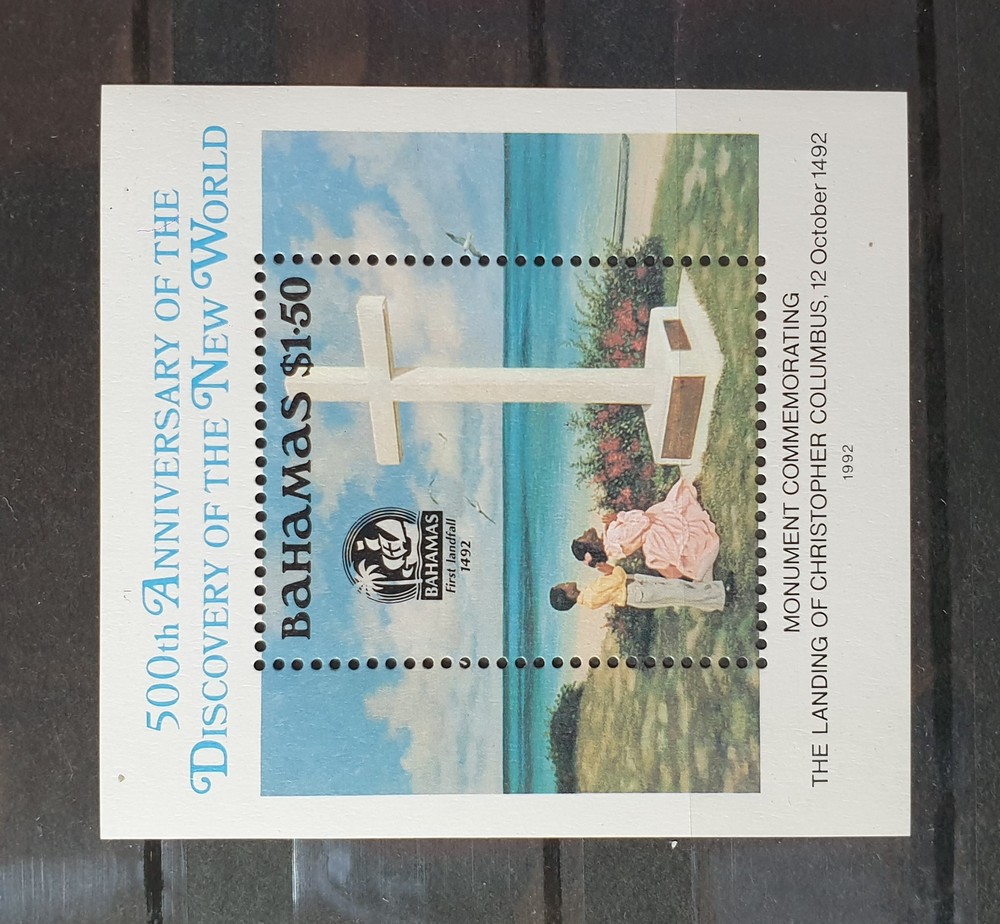 500th ANNIVERSARY OF THE
DISCOVERY OF THE NEW WORLD
BAHAMAS $1·50
BAHAMAS
First landfall
1492
MONUMENT COMMEMORATING
THE LANDING OF CHRISTOPHER COLUMBUS, 12 October 1492
1992